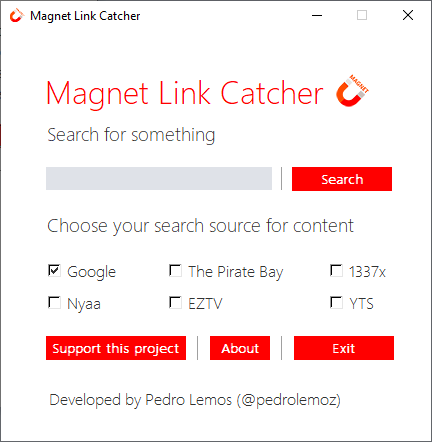 Magnet Link Catcher
Magnet Link Catcher MAGNET
Search for something
Search
Choose your search source for content
Google The Pirate Bay 1337x
Nyaa EZTV YTS
Support this project About Exit
Developed by Pedro Lemos (@pedrolemoz)